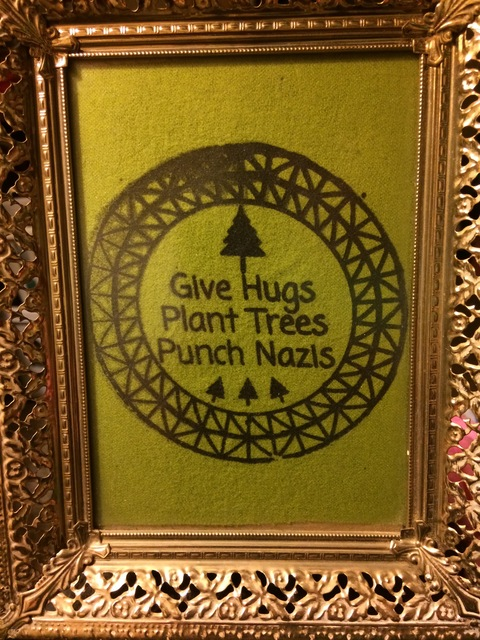 Give Hugs
Plant Trees
Punch Nazis